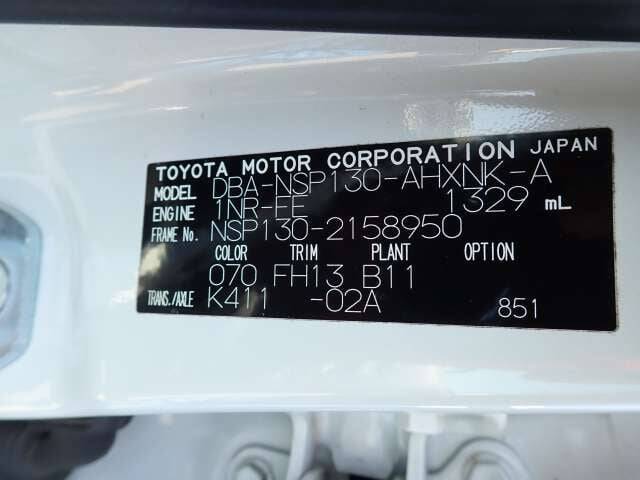 TOYOTA MOTOR CORPORATION JAPAN
MODEL DBA-NSP130-AHXNK-A
ENGINE 1NR-FE 1329 mL
FRAME No. NSP130-2158950
COLOR TRIM PLANT OPTION
070 FH13 B11
TRANS./AXLE K411 -02A 851